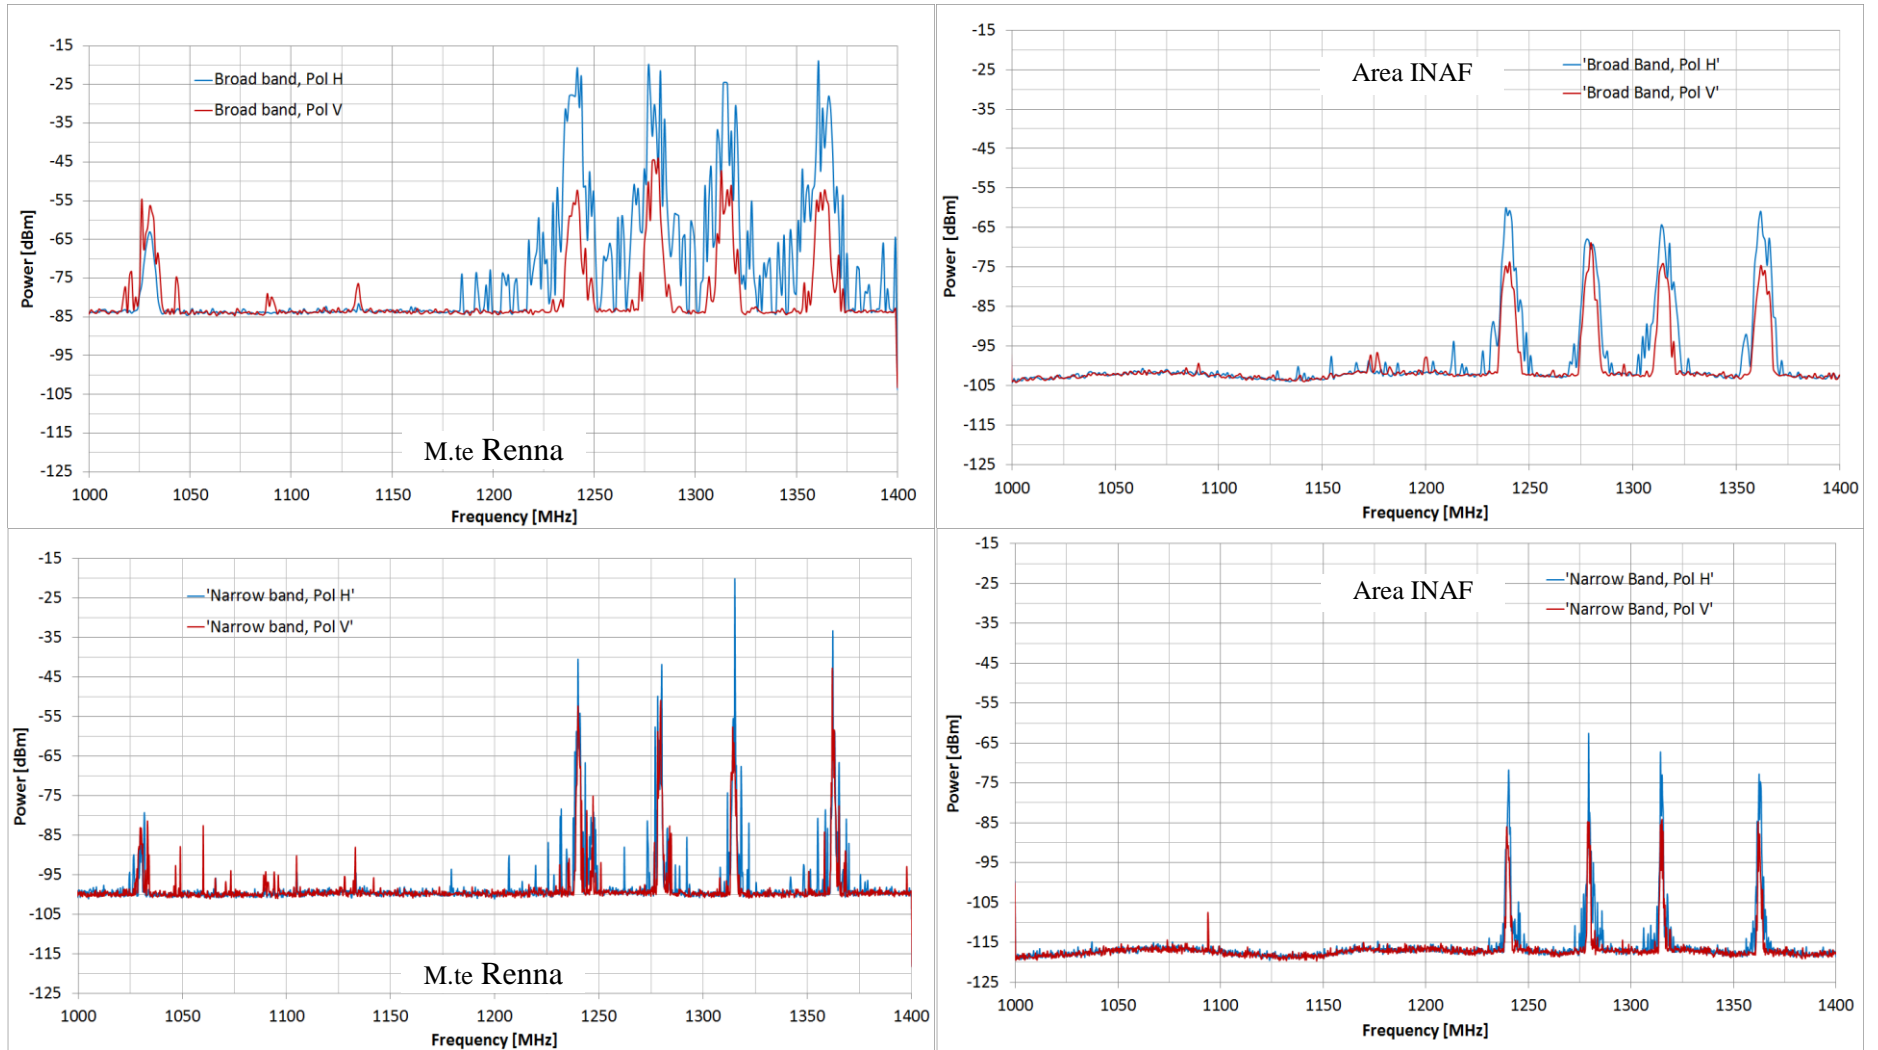 -15
-25
-35
-45
-55
-65
-75
-85
-95
-105
-115
-125
Power [dBm]
Broad band, Pol H
Broad band, Pol V
M.te Renna
1000 1050 1100 1150 1200 1250 1300 1350 1400
Frequency [MHz]
-15
-25
-35
-45
-55
-65
-75
-85
-95
-105
-115
-125
Power [dBm]
Area INAF
'Broad Band, Pol H'
'Broad Band, Pol V'
1000 1050 1100 1150 1200 1250 1300 1350 1400
Frequency [MHz]
-15
-25
-35
-45
-55
-65
-75
-85
-95
-105
-115
-125
Power [dBm]
'Narrow band, Pol H'
'Narrow band, Pol V'
M.te Renna
1000 1050 1100 1150 1200 1250 1300 1350 1400
Frequency [MHz]
-15
-25
-35
-45
-55
-65
-75
-85
-95
-105
-115
-125
Power [dBm]
Area INAF
'Narrow Band, Pol H'
'Narrow Band, Pol V'
1000 1050 1100 1150 1200 1250 1300 1350 1400
Frequency [MHz]